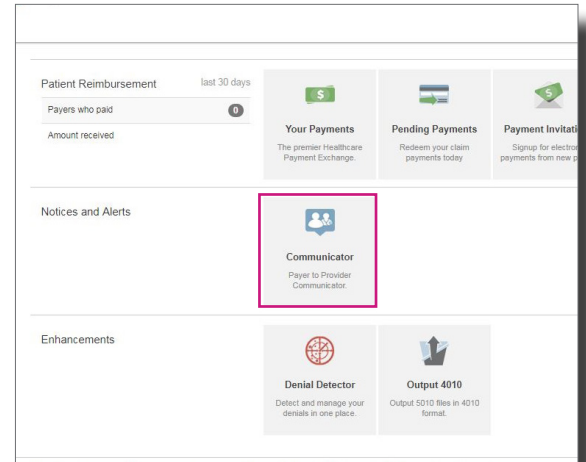 Patient Reimbursement
last 30 days
Payers who paid
0
Amount received
$
Your Payments
The premier Healthcare
Payment Exchange.
Pending Payments
Redeem your claim
payments today
5
Payment Invitati
Signup for electron
payments from new p
Notices and Alerts
Communicator
Payer to Provider
Communicator.
Enhancements
Denial Detector
Detect and manage your
denials in one place.
Output 4010
Output 5010 files in 4010
format.